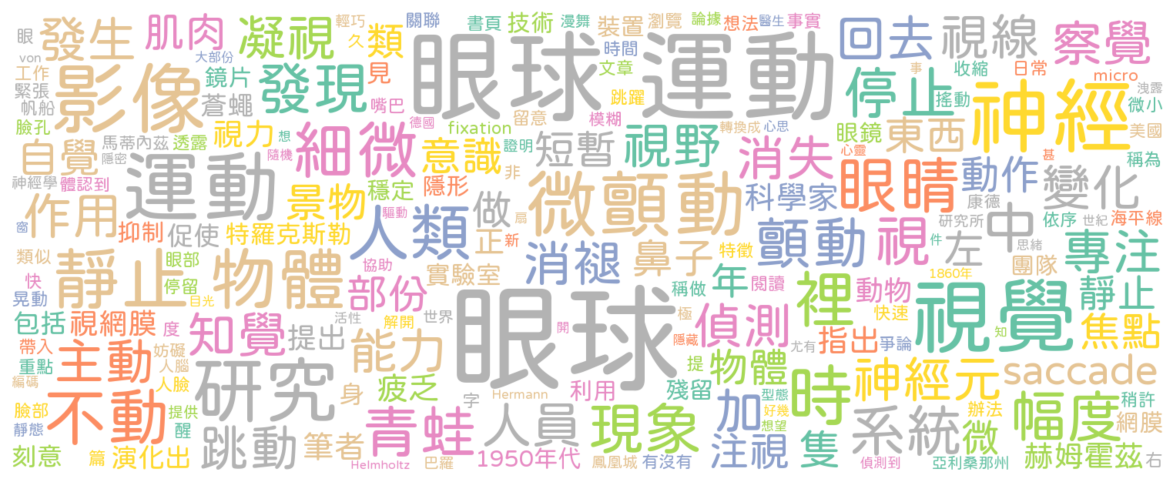 眼 發生 肌肉 凝視 輕巧 久 類 關聯 眼球運動 書頁 技術 漫舞 裝置 瀏覽 論據 想法 醫生 事實 回去 視線 察覺
von 大部份 時間 文章 事 收縮 日常
工作 影像 鏡片 發現 見 嘴巴 跳躍 停止 神經 micro 洩露
緊張 帆船 蒼蠅 德國 留意 模糊 搖動 微小
臉孔 馬蒂內茲 透露 視力 想 細微 fixation 證明 轉換成 心思 眼鏡 東西 美國
自覺 隱密 運動 隨機 意識 短暫 視野 消失 心靈 甚 稱為
神經學 體認到 景物 穩定 隱形 非 微顫動 科學家 眼睛 動作 變化
窗 作用 抑制 促使 驅動 人類 做 扇 康德 依序 世紀 海平線
特羅克斯勒 正 新 消褪 鼻子 特徵 顫動 視 左 研究所 中 件 思緒 專注
類似 眼部 協助 實驗室 年 閱讀 團隊
快 晃動 靜止 停留 目光 物體 部份 稱做 裡 動物 1860年 靜止
包括 視網膜 度 知覺 提出 活性 世界 眼球 極 偵測 快速 視覺 知 焦點
帶入 妨礙 解開 能力 開 隱藏 尤有 指出 爭論
重點 主動 人腦 提 物體 神經元 saccade
編碼 人臉 研究 疲乏 身 Hermann 字 利用 殘留 型態 時 稍許
臉部 不動 提供 青蛙 人員 現象 加 好幾 系統 辦法 幅度 網膜
靜態 醒 跳動 筆者 想望 注視 隻 微
刻意 篇 演化出 Helmholtz 巴羅 1950年代 鳳凰城 有沒有 偵測到 亞利桑那州 赫姆霍茲 右